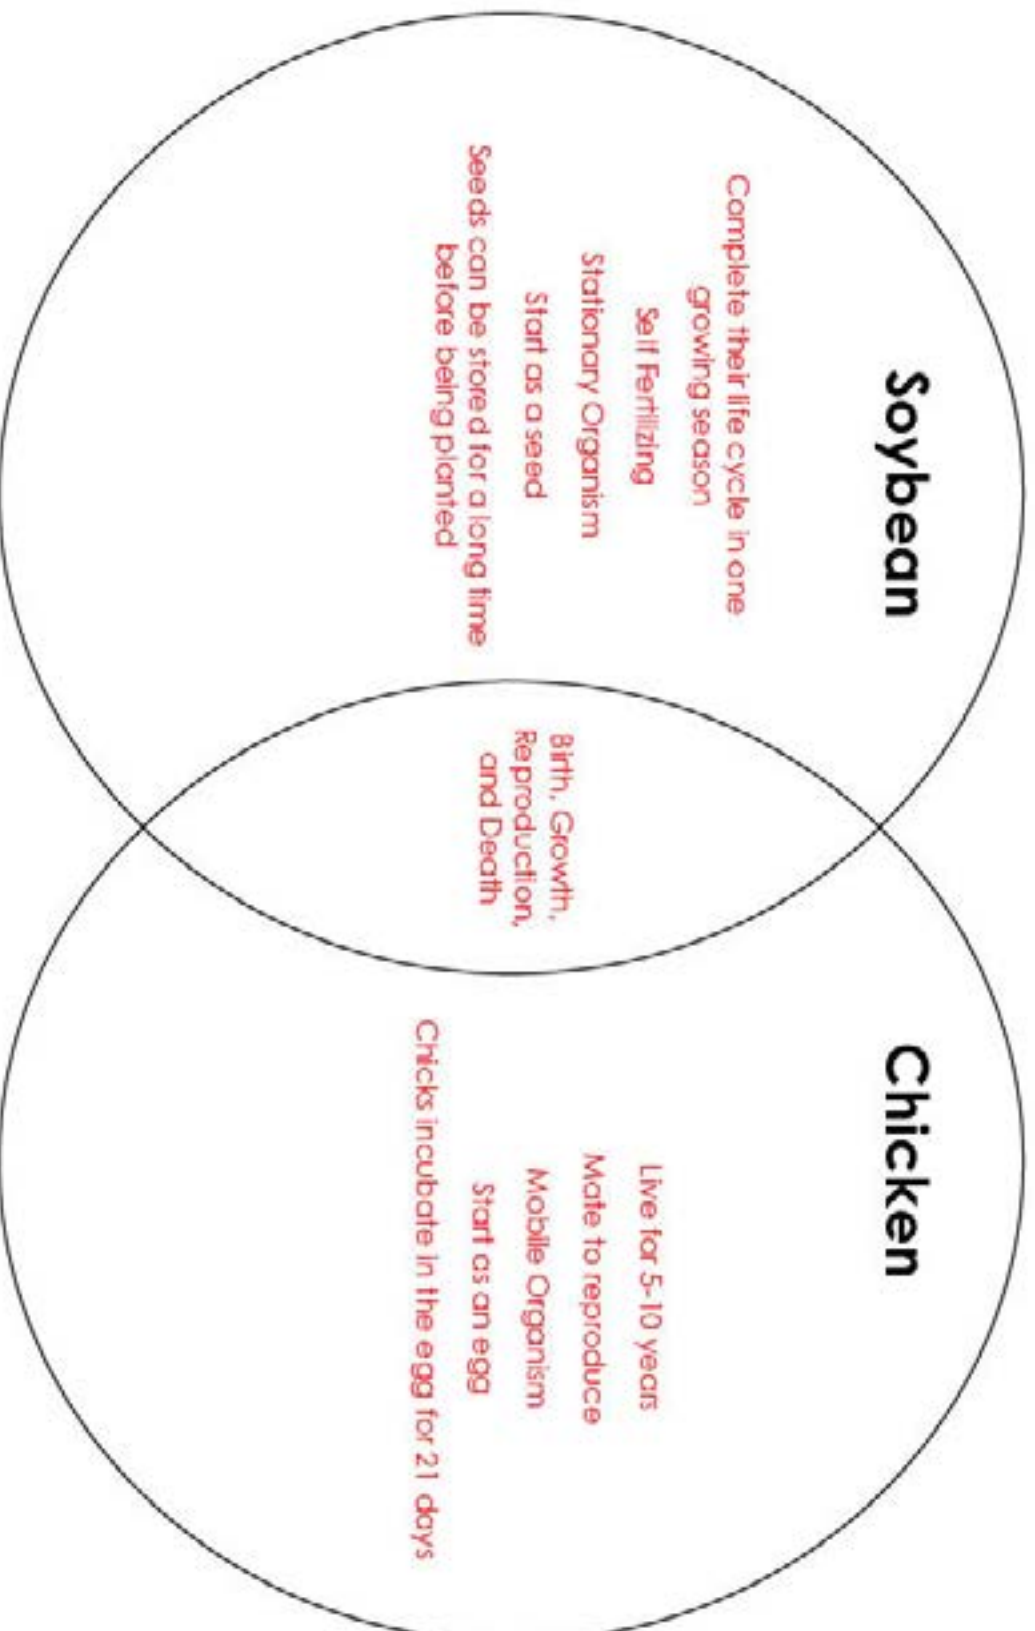 Soybean
Complete their life cycle in one
growing season
Self Fertilizing
Stationary Organism
Start as a seed
Seeds can be stored for a long time
before being planted
Birth, Growth,
Reproduction,
and Death
Chicken
Live for 5-10 years
Mate to reproduce
Mobile Organism
Start as an egg
Chicks incubate in the egg for 21 days